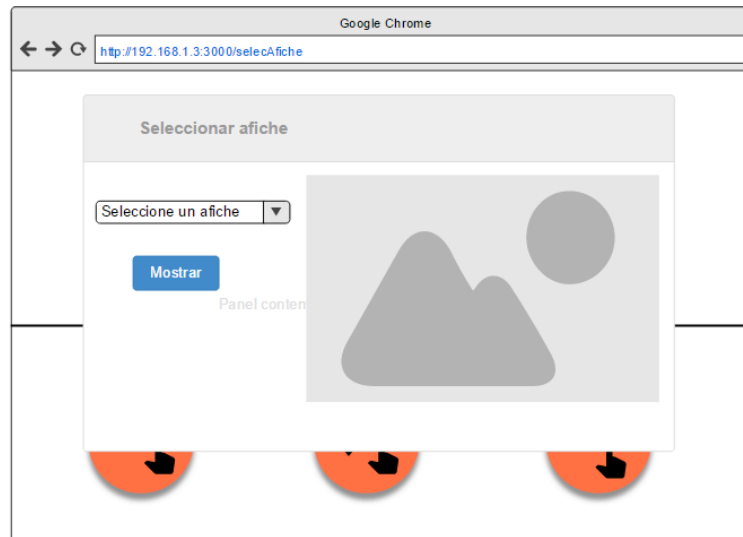 Google Chrome
http://192.168.1.3:3000/selecAfiche
Seleccionar afiche
Seleccione un afiche
Mostrar
Panel conten